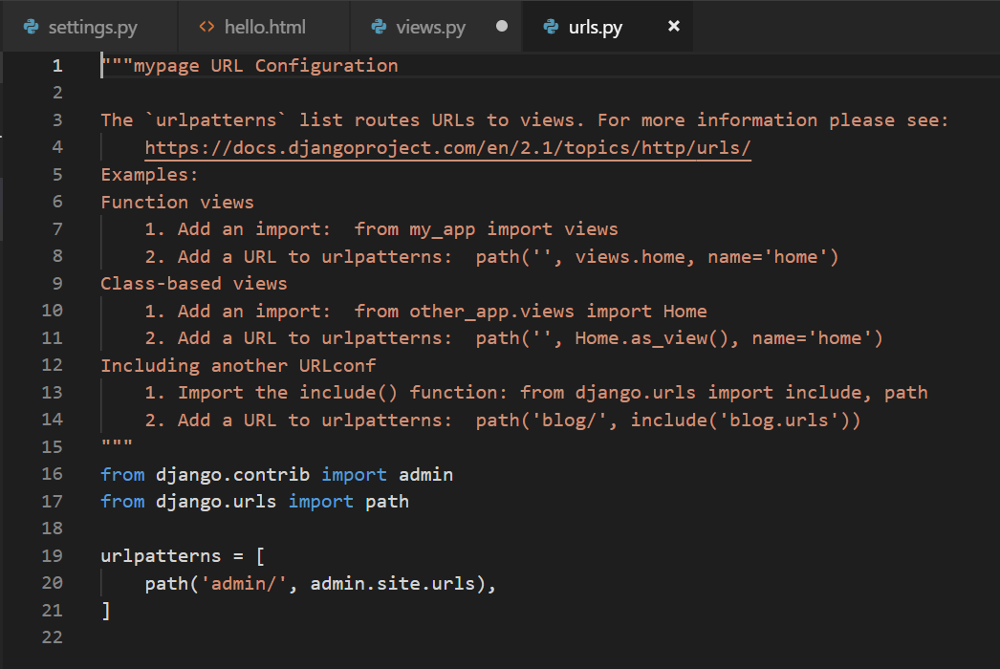 settings.py <> hello.html views.py urls.py ×
1 """mypage URL Configuration
2
3 The `urlpatterns` list routes URLs to views. For more information please see:
4     https://docs.djangoproject.com/en/2.1/topics/http/urls/
5 Examples:
6 Function views
7     1. Add an import:  from my_app import views
8     2. Add a URL to urlpatterns:  path('', views.home, name='home')
9 Class-based views
10     1. Add an import:  from other_app.views import Home
11     2. Add a URL to urlpatterns:  path('', Home.as_view(), name='home')
12 Including another URLconf
13     1. Import the include() function: from django.urls import include, path
14     2. Add a URL to urlpatterns:  path('blog/', include('blog.urls'))
15 """
16 from django.contrib import admin
17 from django.urls import path
18
19 urlpatterns = [
20     path('admin/', admin.site.urls),
21 ]
22